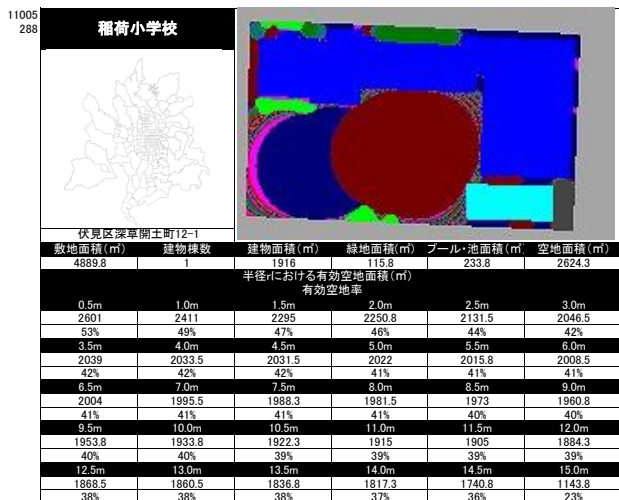 11005
288
稲荷小学校
伏見区深草開土町12-1
敷地面積(㎡) 建物棟数 建物面積(㎡) 緑地面積(㎡) プール・池面積(㎡) 空地面積(㎡)
4889.8 1 1916 115.8 233.8 2624.3
半径rにおける有効空地面積(㎡)
有効空地率
0.5m 1.0m 1.5m 2.0m 2.5m 3.0m
2601 2411 2295 2250.8 2131.5 2046.5
53% 49% 47% 46% 44% 42%
3.5m 4.0m 4.5m 5.0m 5.5m 6.0m
2039 2033.5 2031.5 2022 2015.8 2008.5
42% 42% 42% 41% 41% 41%
6.5m 7.0m 7.5m 8.0m 8.5m 9.0m
2004 1995.5 1988.3 1981.5 1973 1960.8
41% 41% 41% 41% 40% 40%
9.5m 10.0m 10.5m 11.0m 11.5m 12.0m
1953.8 1933.8 1922.3 1915 1905 1884.3
40% 40% 39% 39% 39% 39%
12.5m 13.0m 13.5m 14.0m 14.5m 15.0m
1868.5 1860.5 1836.8 1817.3 1740.8 1143.8
38% 38% 38% 37% 36% 23%